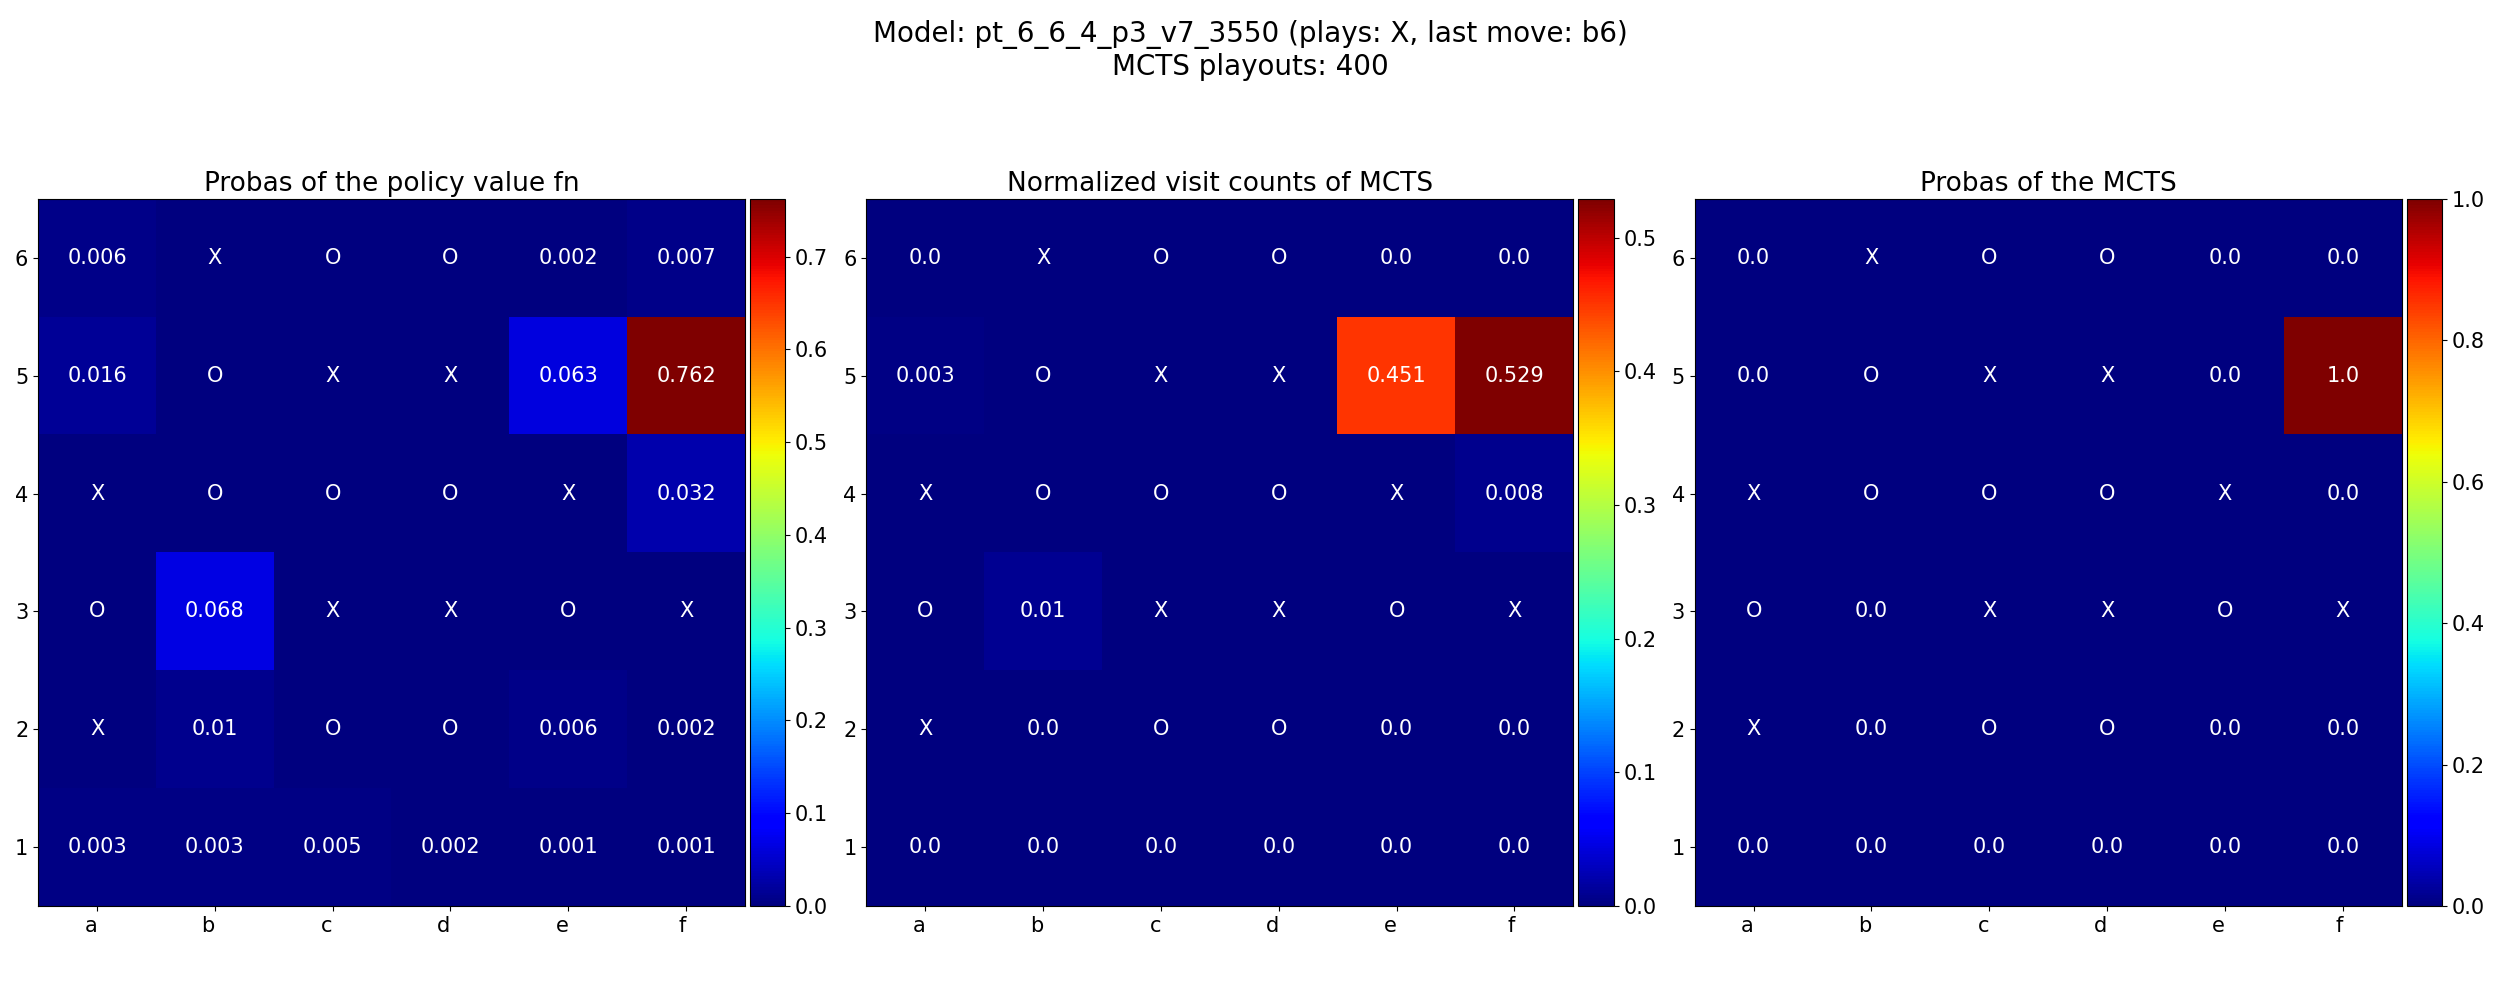 Model: pt_6_6_4_p3_v7_3550 (plays: X, last move: b6)
MCTS playouts: 400
Probas of the policy value fn
6 0.006 X O O 0.002 0.007
5 0.016 O X X 0.063 0.762
4 X O O O X 0.032
3 O 0.068 X X O X
2 X 0.01 O O 0.006 0.002
1 0.003 0.003 0.005 0.002 0.001 0.001
a b c d e f
0.7
0.6
0.5
0.4
0.3
0.2
0.1
0.0
Normalized visit counts of MCTS
6 0.0 X O O 0.0 0.0
5 0.003 O X X 0.451 0.529
4 X O O O X 0.008
3 O 0.01 X X O X
2 X 0.0 O O 0.0 0.0
1 0.0 0.0 0.0 0.0 0.0 0.0
a b c d e f
0.5
0.4
0.3
0.2
0.1
0.0
Probas of the MCTS
6 0.0 X O O 0.0 0.0
5 0.0 O X X 0.0 1.0
4 X O O O X 0.0
3 O 0.0 X X O X
2 X 0.0 O O 0.0 0.0
1 0.0 0.0 0.0 0.0 0.0 0.0
a b c d e f
1.0
0.8
0.6
0.4
0.2
0.0